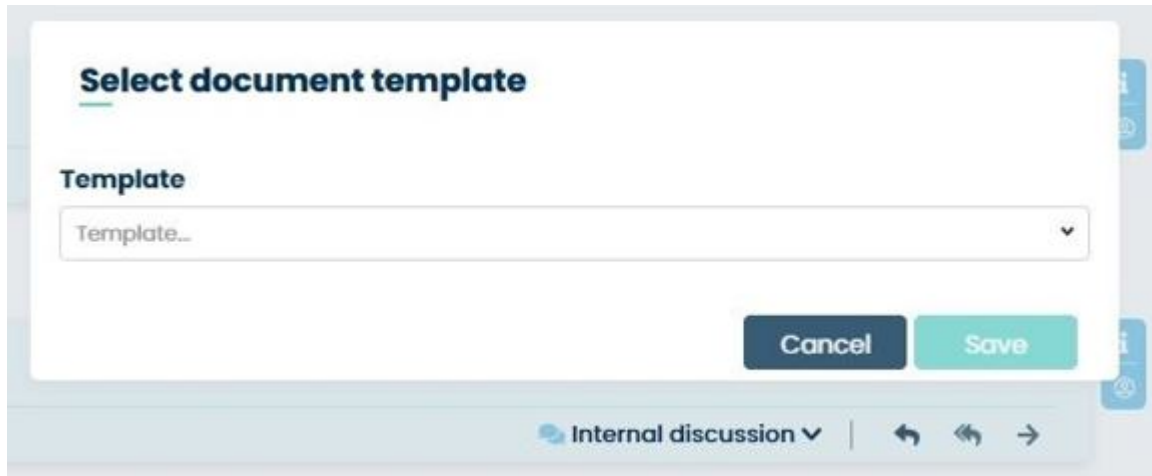 Select document template
Template
Template...
Cancel Save
Internal discussion